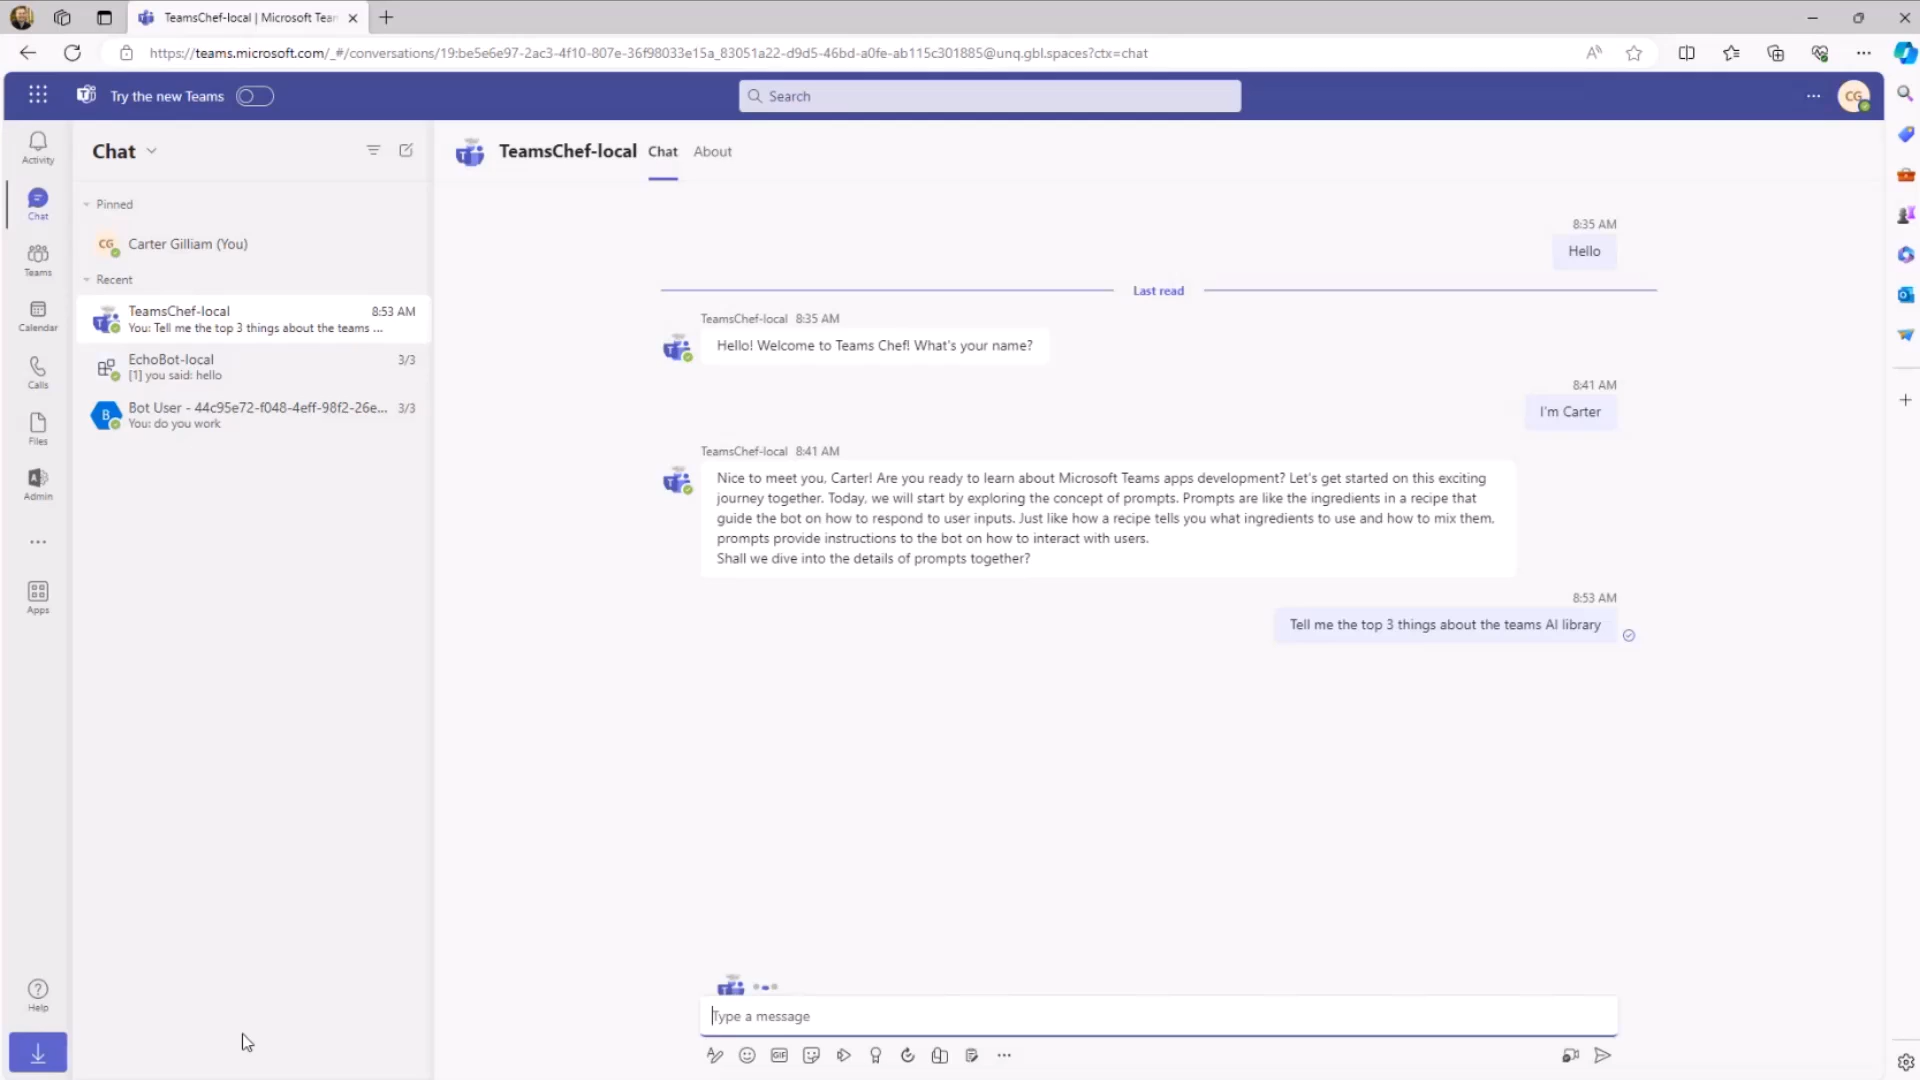 TeamsChef-local | Microsoft Tean
https://teams.microsoft.com/_#/conversations/19:be5e6e97-2ac3-4f10-807e-36f98033e15a_83051a22-d9d5-46bd-a0fe-ab115c301885@unq.gbl.spaces?ctx=chat
Try the new Teams
Search
CG
Activity
Chat
Teams
Calendar
Calls
Files
Admin
Apps
Help
Chat
Pinned
CG
Carter Gilliam (You)
Recent
TeamsChef-local 8:53 AM
You: Tell me the top 3 things about the teams ...
EchoBot-local 3/3
[1] you said: hello
B
Bot User - 44c95e72-f048-4eff-98f2-26e... 3/3
You: do you work
TeamsChef-local Chat About
8:35 AM
Hello
Last read
TeamsChef-local 8:35 AM
Hello! Welcome to Teams Chef! What's your name?
8:41 AM
I'm Carter
TeamsChef-local 8:41 AM
Nice to meet you, Carter! Are you ready to learn about Microsoft Teams apps development? Let's get started on this exciting
journey together. Today, we will start by exploring the concept of prompts. Prompts are like the ingredients in a recipe that
guide the bot on how to respond to user inputs. Just like how a recipe tells you what ingredients to use and how to mix them,
prompts provide instructions to the bot on how to interact with users.
Shall we dive into the details of prompts together?
8:53 AM
Tell me the top 3 things about the teams AI library
Type a message
GIF